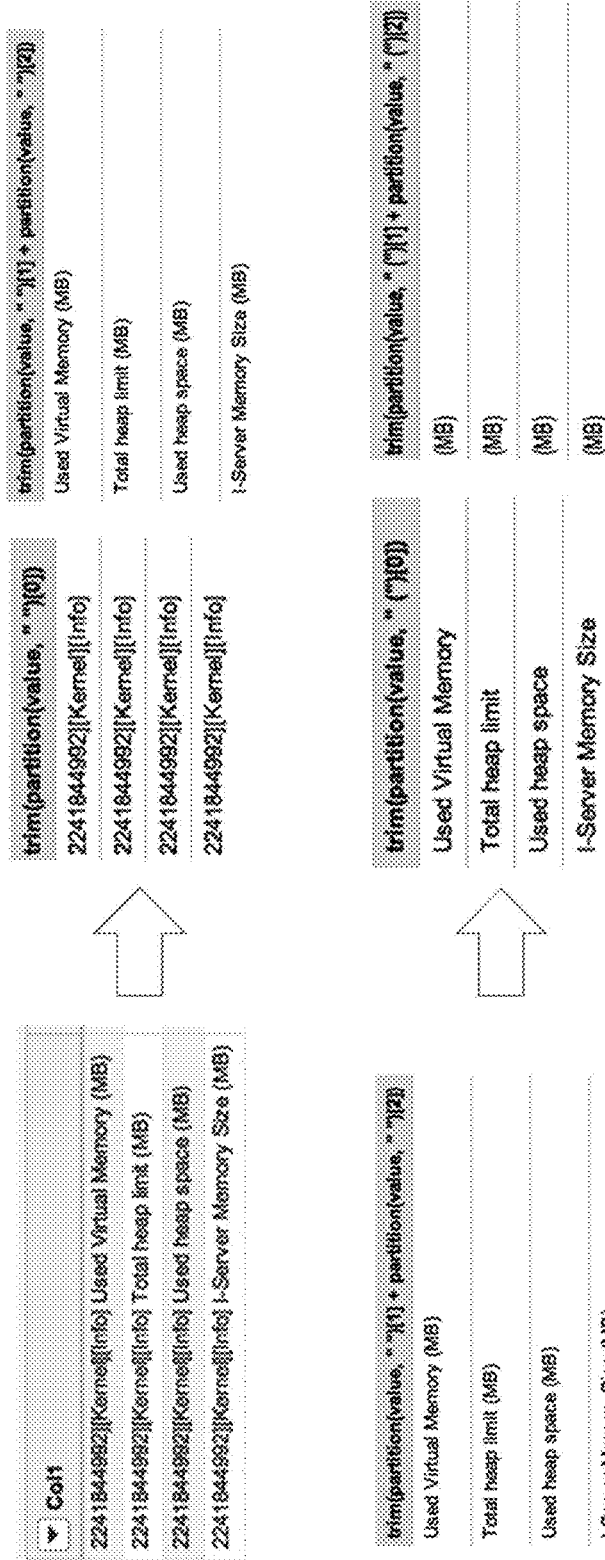 Col1
2241844992][Kernel][Info] Used Virtual Memory (MB)
2241844992][Kernel][Info] Total heap limit (MB)
2241844992][Kernel][Info] Used heap space (MB)
2241844992][Kernel][Info] I-Server Memory Size (MB)
trim(partition(value, " ")[0])
2241844992][Kernel][Info]
2241844992][Kernel][Info]
2241844992][Kernel][Info]
2241844992][Kernel][Info]
trim(partition(value, " ")[1] + partition(value, " ")[2])
Used Virtual Memory (MB)
Total heap limit (MB)
Used heap space (MB)
I-Server Memory Size (MB)
trim(partition(value, " ")[1] + partition(value, " ")[2])
Used Virtual Memory (MB)
Total heap limit (MB)
Used heap space (MB)
trim(partition(value, " (")[0])
Used Virtual Memory
Total heap limit
Used heap space
I-Server Memory Size
trim(partition(value, " (")[1] + partition(value, " (")[2])
(MB)
(MB)
(MB)
(MB)